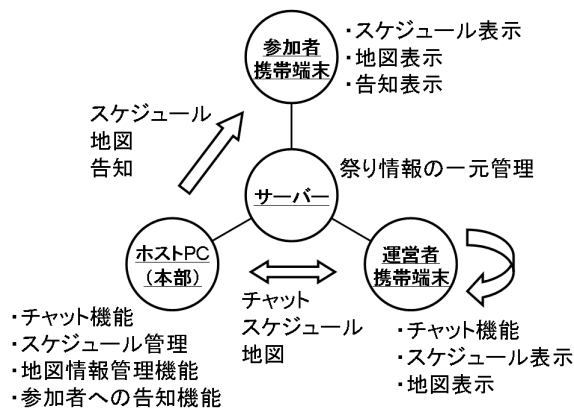 参加者
携帯端末
・スケジュール表示
・地図表示
・告知表示
スケジュール
地図
告知
サーバー
祭り情報の一元管理
ホストPC
(本部)
運営者
携帯端末
チャット
スケジュール
地図
・チャット機能
・スケジュール管理
・地図情報管理機能
・参加者への告知機能
・チャット機能
・スケジュール表示
・地図表示